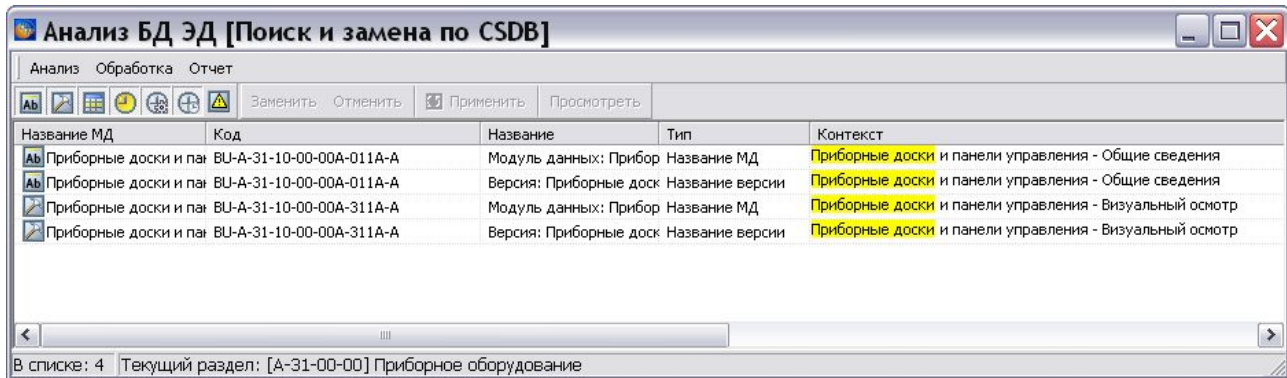 Анализ БД ЭД [Поиск и замена по CSDB]
Анализ Обработка Отчет
Ab Заменить Отменить Применить Просмотреть
Название МД Код Название Тип Контекст
Ab Приборные доски и пан BU-A-31-10-00-00A-011A-A Модуль данных: Прибор Название МД Приборные доски и панели управления - Общие сведения
Ab Приборные доски и пан BU-A-31-10-00-00A-011A-A Версия: Приборные доск Название версии Приборные доски и панели управления - Общие сведения
Приборные доски и пан BU-A-31-10-00-00A-311A-A Модуль данных: Прибор Название МД Приборные доски и панели управления - Визуальный осмотр
Приборные доски и пан BU-A-31-10-00-00A-311A-A Версия: Приборные доск Название версии Приборные доски и панели управления - Визуальный осмотр
В списке: 4 Текущий раздел: [A-31-00-00] Приборное оборудование